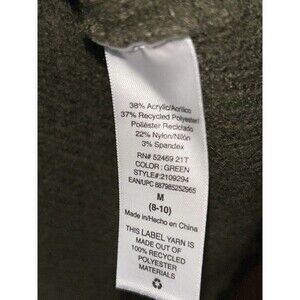 38% Acrylic/Acrílico
37% Recycled Polyester/
Poliéster Reciclado
22% Nylon/Nilón
3% Spandex
RN# 52469 21T
COLOR : GREEN
STYLE#:2109294
EAN/UPC 887985252965
M
(8-10)
Made in/Hecho en China
THIS LABEL YARN IS
MADE OUT OF
100% RECYCLED
POLYESTER
MATERIALS